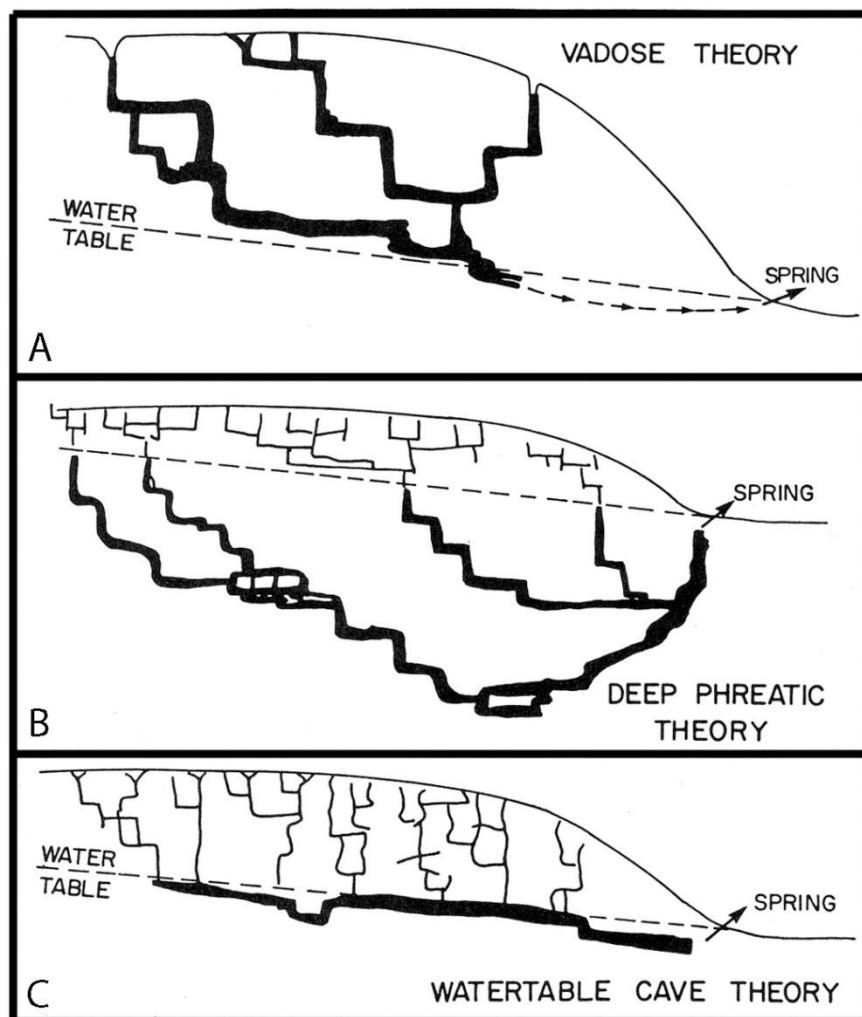 VADOSE THEORY
WATER
TABLE
SPRING
A
SPRING
DEEP PHREATIC
THEORY
B
WATER
TABLE
SPRING
C
WATERTABLE CAVE THEORY